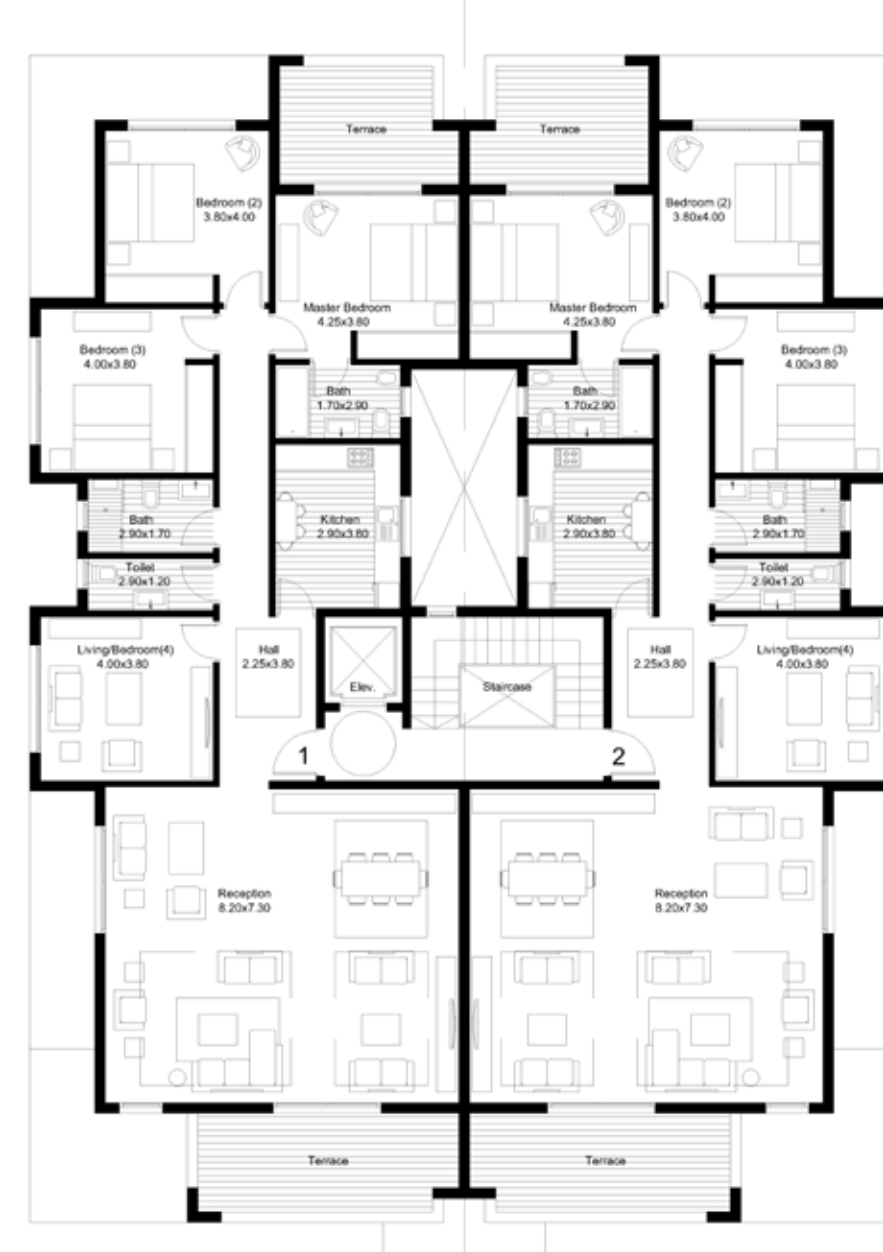 Terrace
Terrace
Bedroom (2)
3.80x4.00
Bedroom (2)
3.80x4.00
Master Bedroom
4.25x3.80
Master Bedroom
4.25x3.80
Bedroom (3)
4.00x3.80
Bedroom (3)
4.00x3.80
Bath
1.70x2.90
Bath
1.70x2.90
Kitchen
2.90x3.80
Kitchen
2.90x3.80
Bath
2.90x1.70
Bath
2.90x1.70
Toilet
2.90x1.20
Toilet
2.90x1.20
Living/Bedroom(4)
4.00x3.80
Hall
2.25x3.80
Elev.
Staircase
Hall
2.25x3.80
Living/Bedroom(4)
4.00x3.80
1
2
Reception
8.20x7.30
Reception
8.20x7.30
Terrace
Terrace